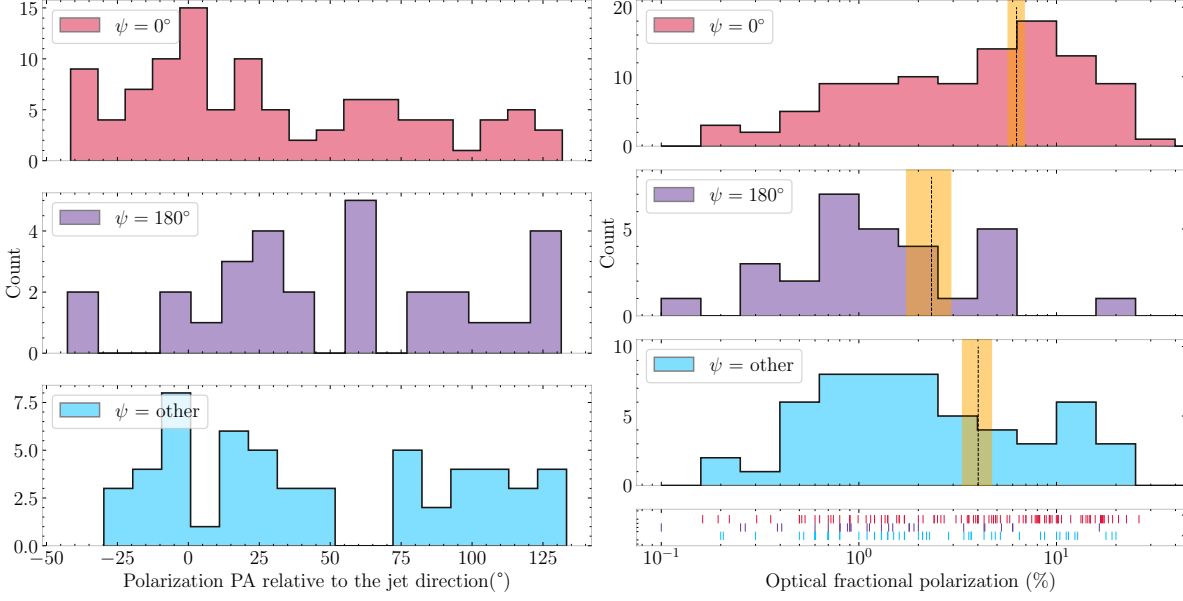 15
10
5
0
ψ = 0°
4
2
0
ψ = 180°
Count
7.5
5.0
2.5
0.0
ψ = other
−50 −25 0 25 50 75 100 125
Polarization PA relative to the jet direction(°)
20
10
0
ψ = 0°
5
0
ψ = 180°
Count
10
5
0
ψ = other
10⁻¹ 10⁰ 10¹
Optical fractional polarization (%)